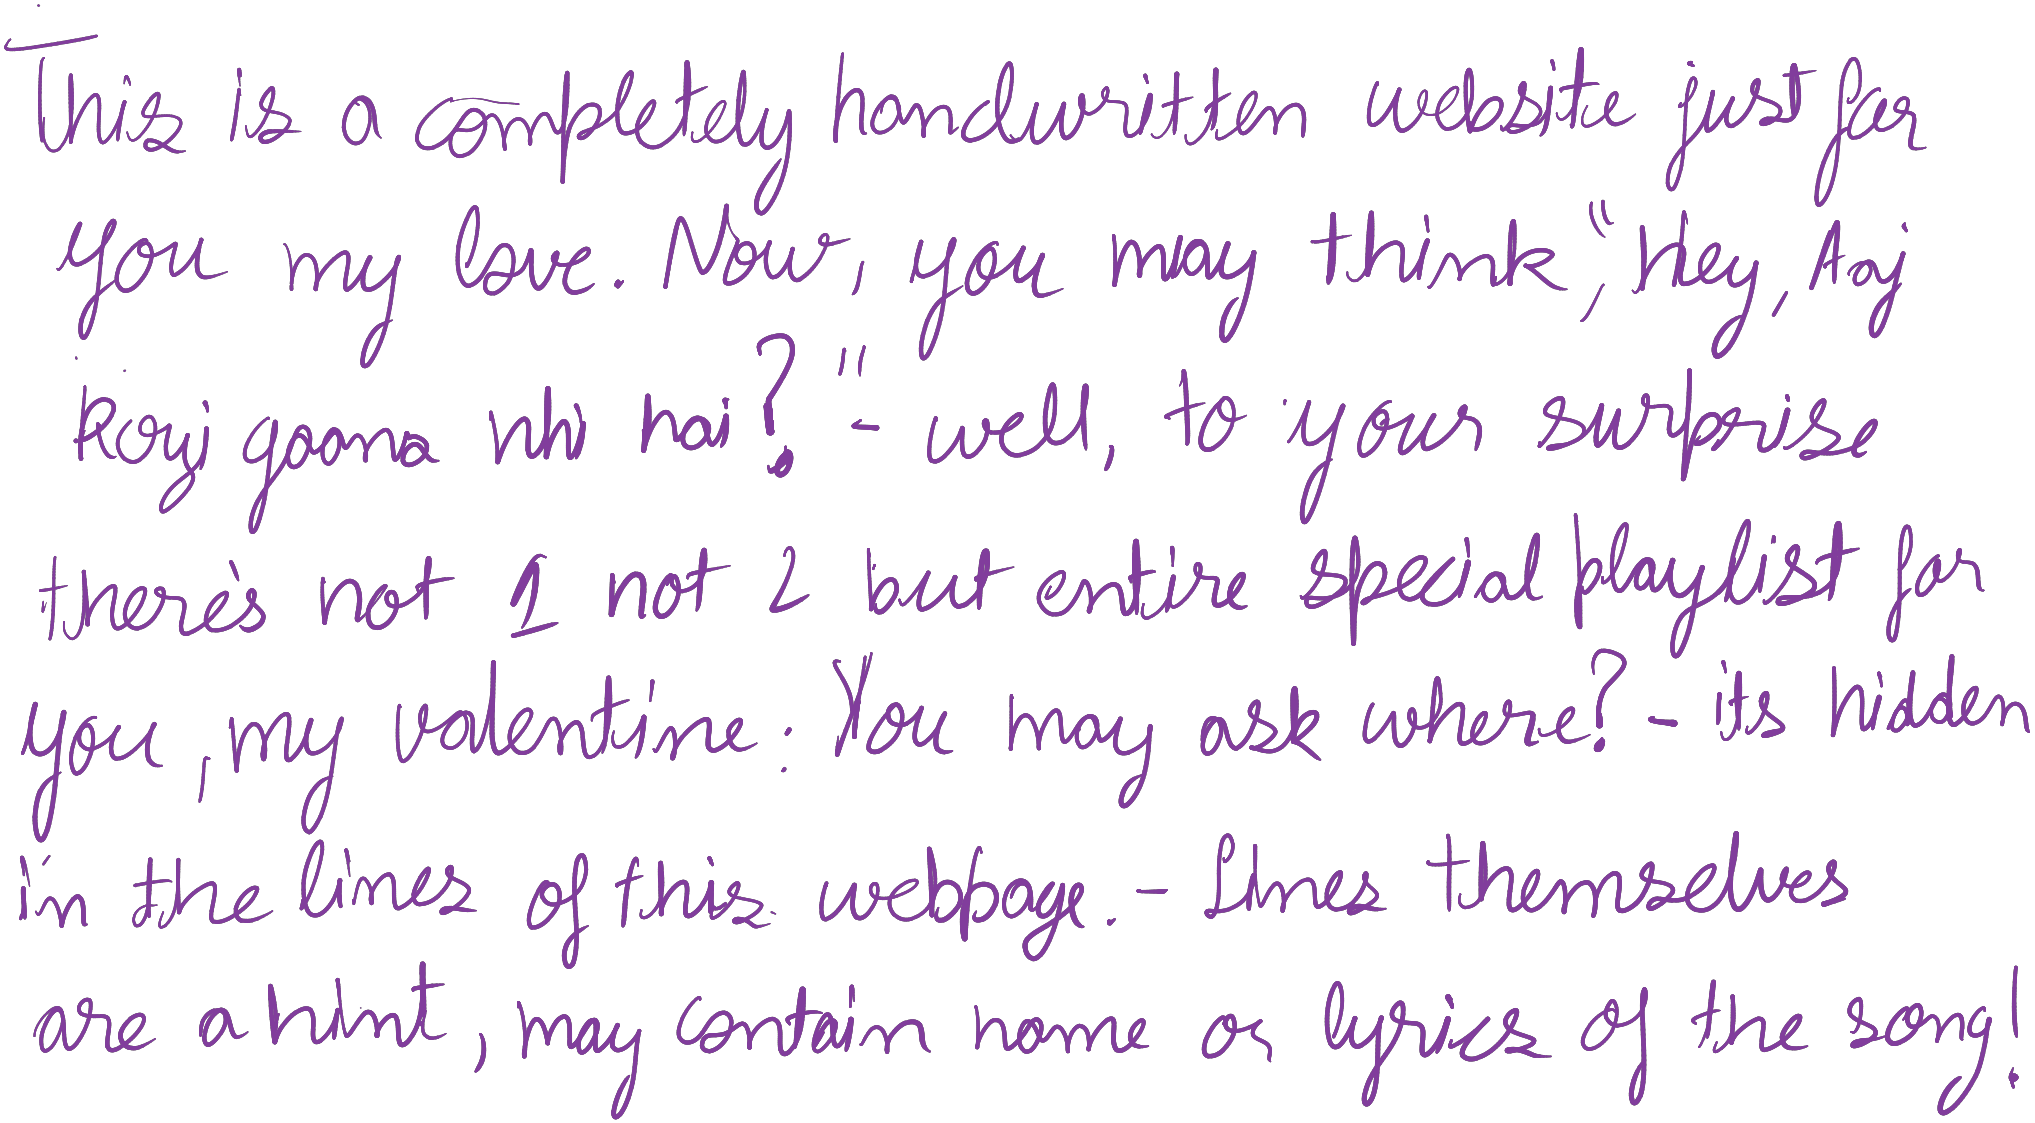 This is a completely handwritten website just for
you my love. Now, you may think, "Hey, Aaj
koyi gaana nhi hai?" - well, to your surprise
there's not 1 not 2 but entire special playlist for
you, my valentine. You may ask where? - its hidden
in the lines of this webpage. - Lines themselves
are a hint, may contain name or lyrics of the song!